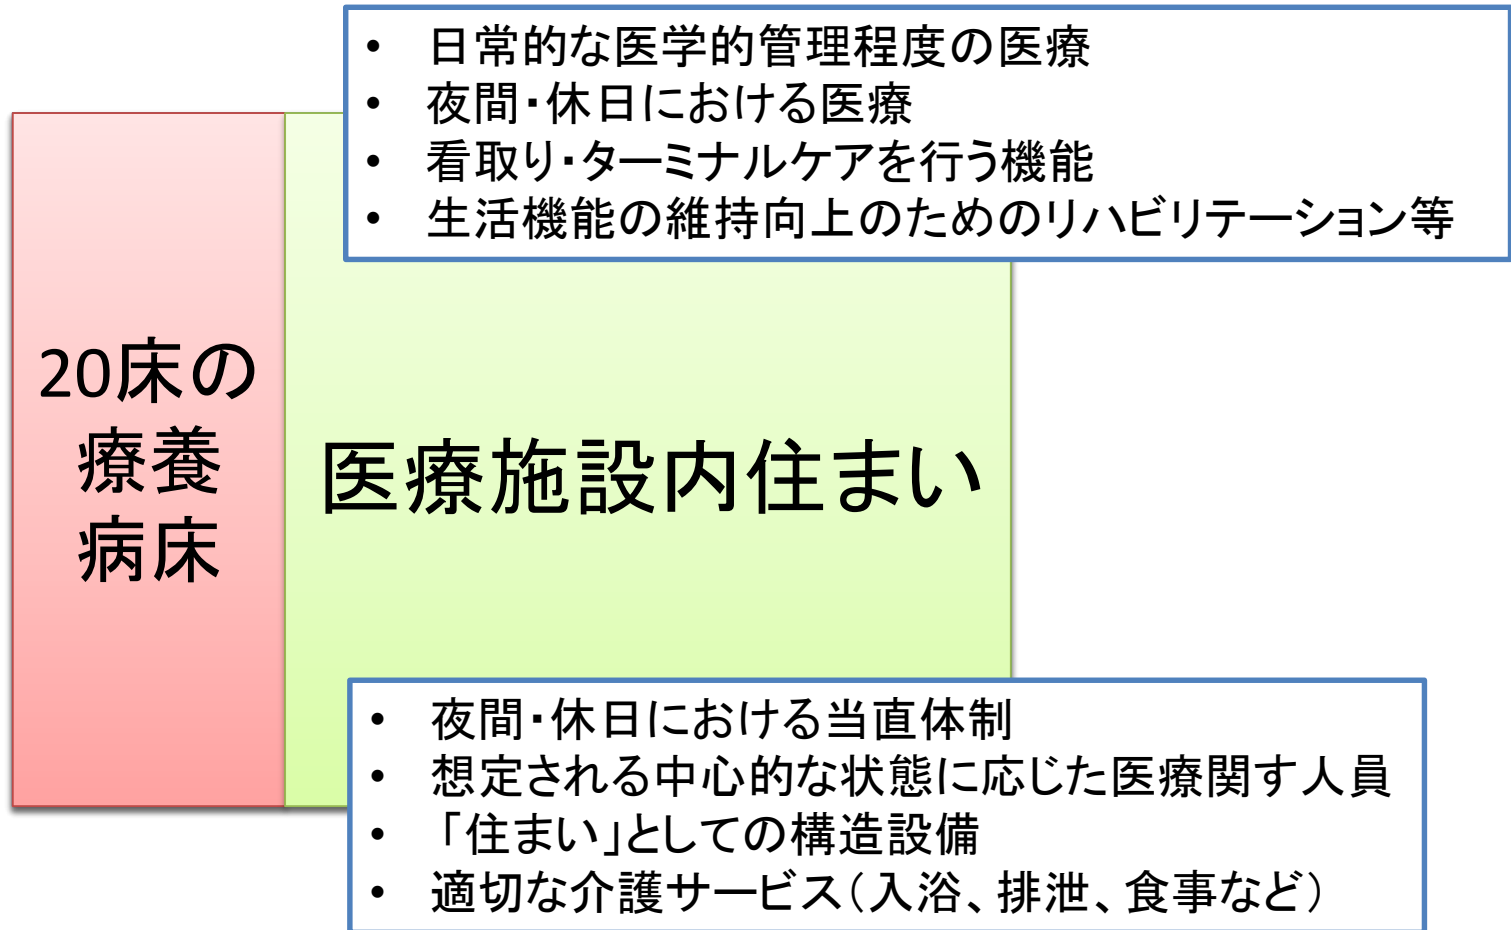 • 日常的な医学的管理程度の医療
• 夜間・休日における医療
• 看取り・ターミナルケアを行う機能
• 生活機能の維持向上のためのリハビリテーション等
20床の
療養
病床
医療施設内住まい
• 夜間・休日における当直体制
• 想定される中心的な状態に応じた医療関す人員
• 「住まい」としての構造設備
• 適切な介護サービス（入浴、排泄、食事など）